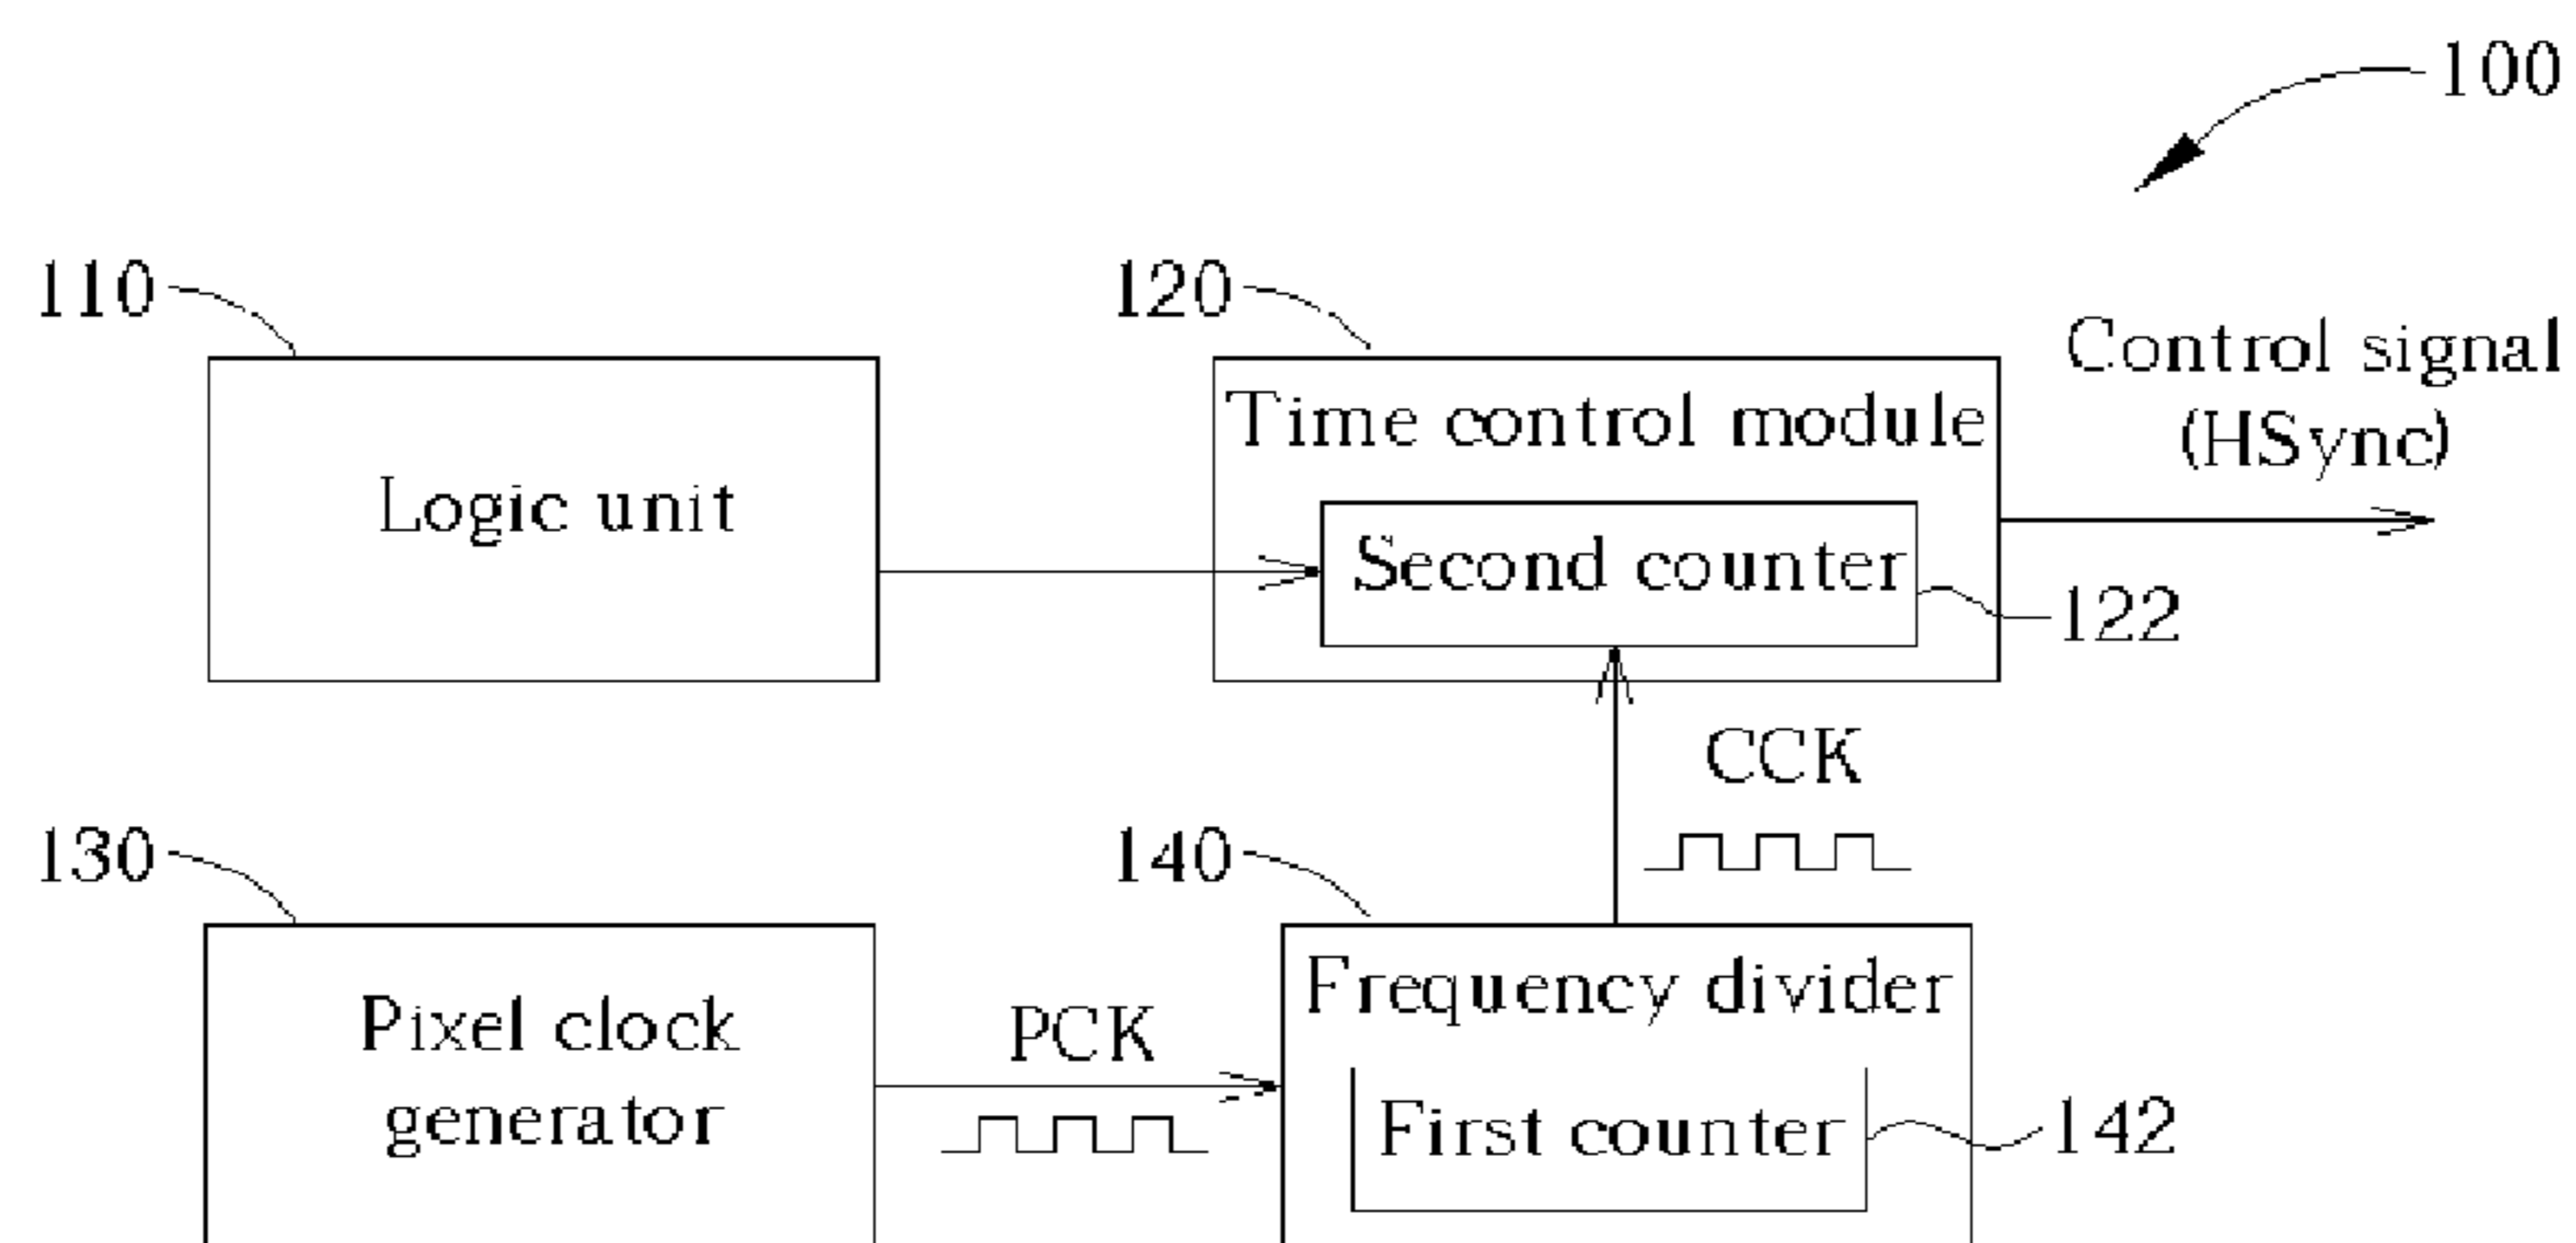 100
110
120
Control signal
(HSync)
Time control module
Logic unit
Second counter
122
CCK
130
140
Pixel clock
generator
PCK
Frequency divider
First counter
142